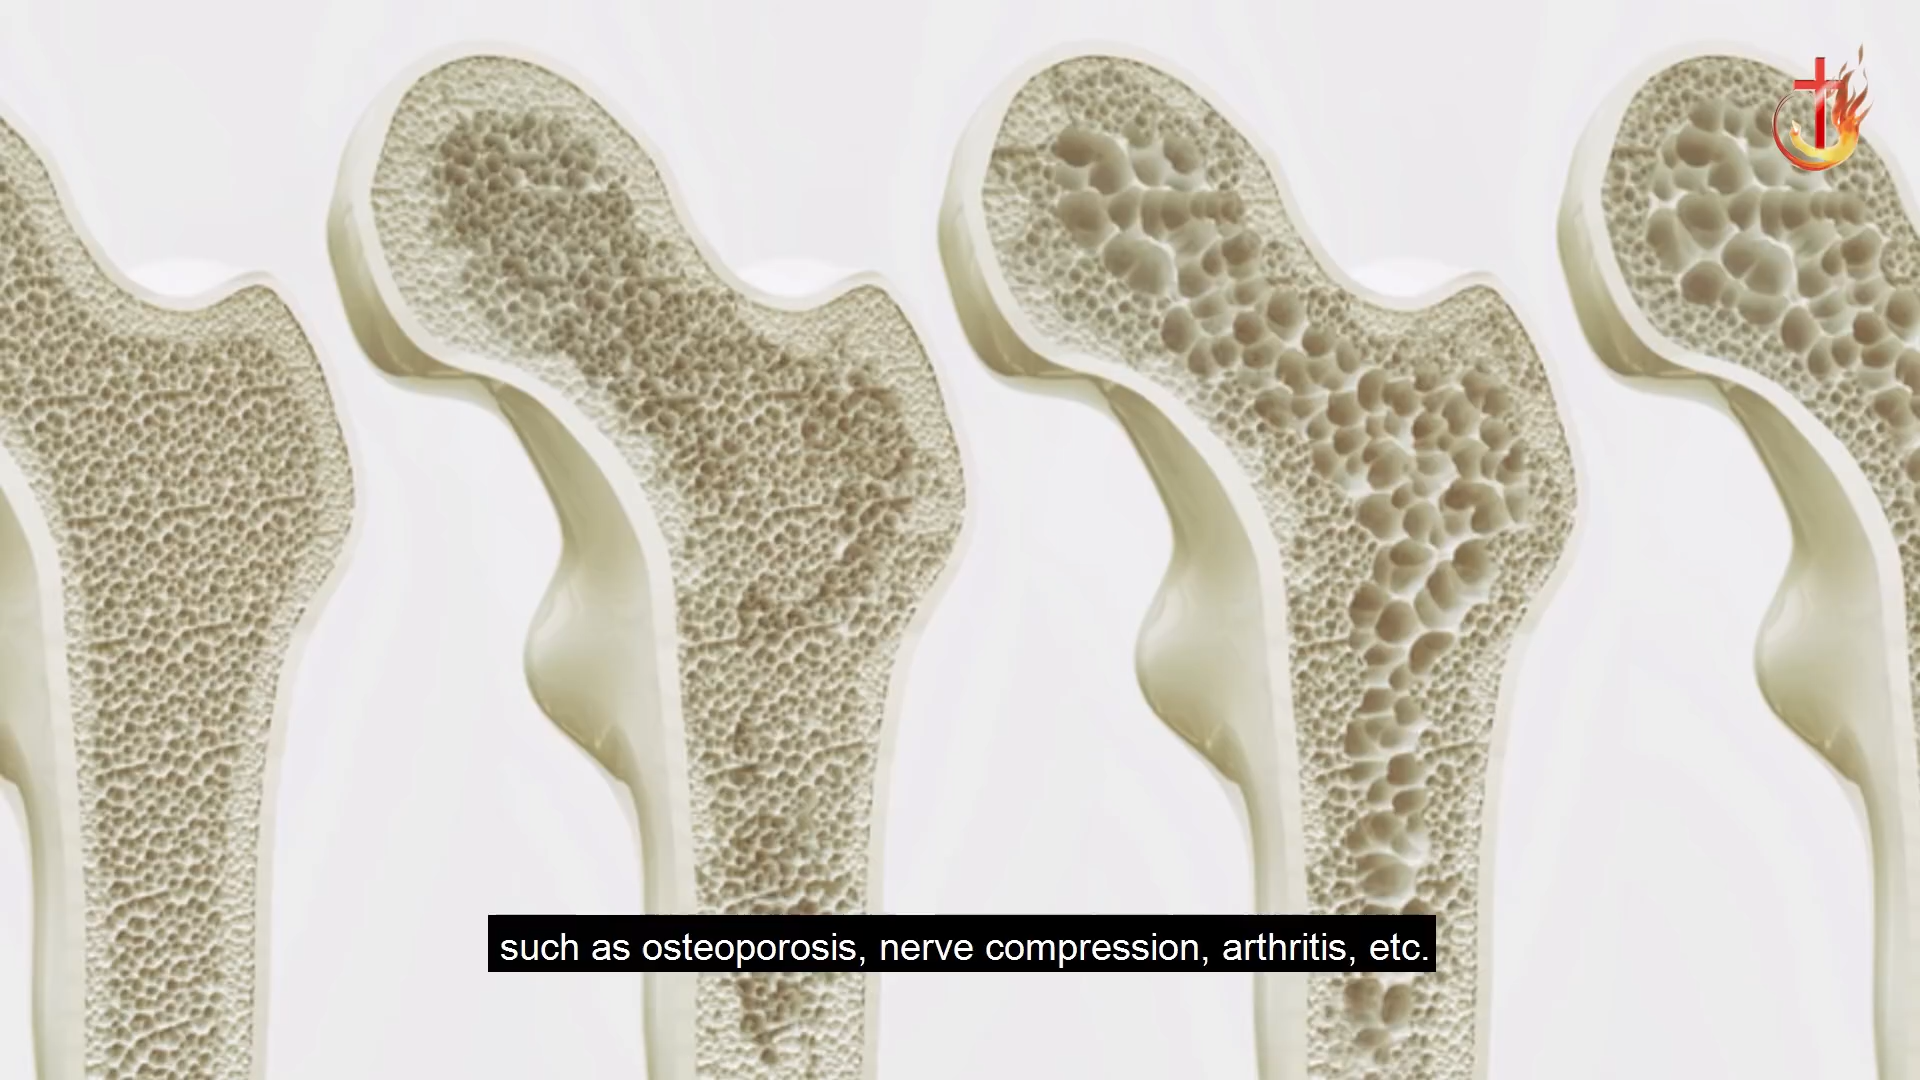 such as osteoporosis, nerve compression, arthritis, etc.